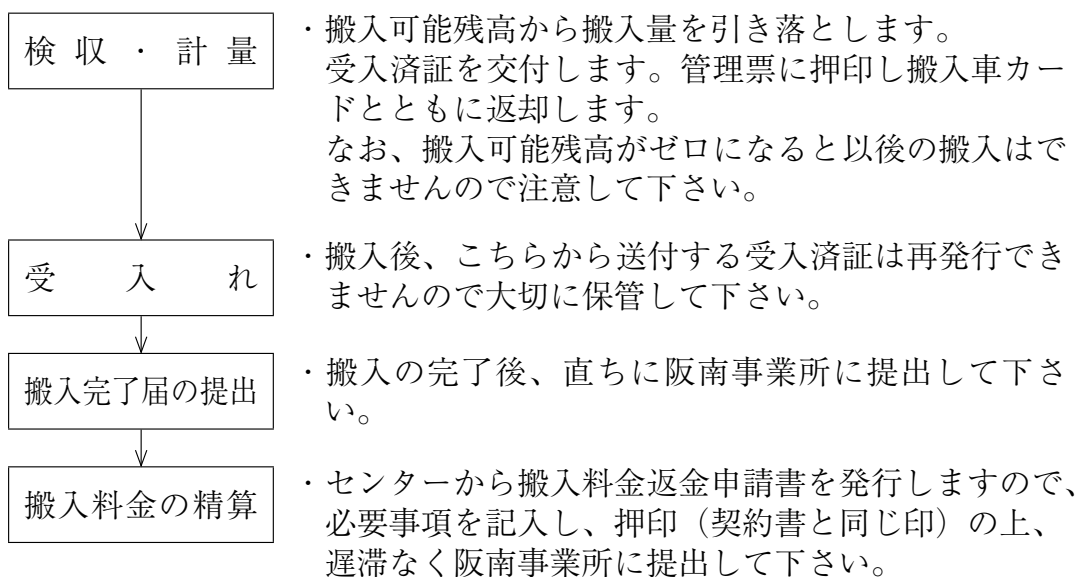 検収・計量
・搬入可能残高から搬入量を引き落とします。
受入済証を交付します。管理票に押印し搬入車カー
ドとともに返却します。
なお、搬入可能残高がゼロになると以後の搬入はで
きませんので注意して下さい。
受入れ
・搬入後、こちらから送付する受入済証は再発行でき
ませんので大切に保管して下さい。
搬入完了届の提出
・搬入の完了後、直ちに阪南事業所に提出して下さ
い。
搬入料金の精算
・センターから搬入料金返金申請書を発行しますので、
必要事項を記入し、押印（契約書と同じ印）の上、
遅滞なく阪南事業所に提出して下さい。